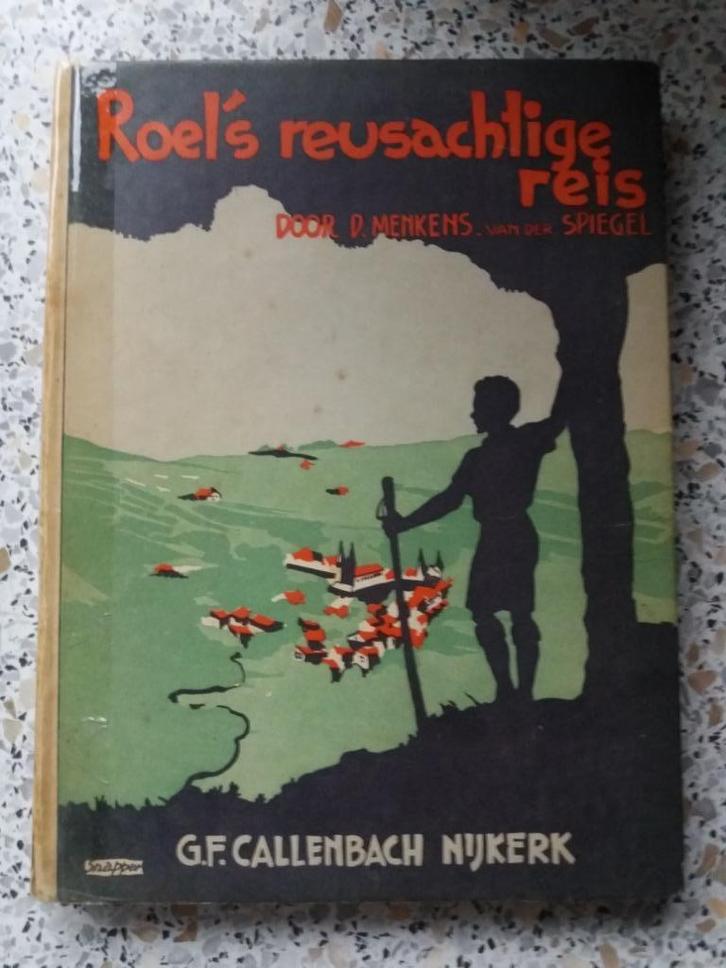 Roel's reusachtige
reis
DOOR D. MENKENS. VAN DER SPIEGEL
G.F. CALLENBACH NIJKERK
Snapper